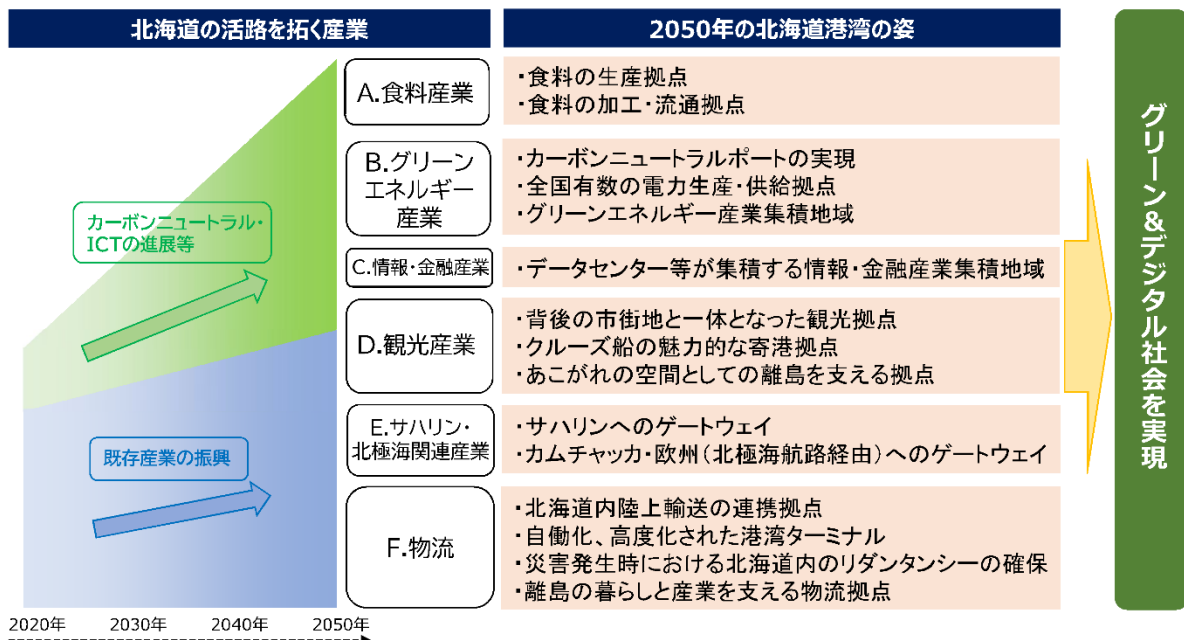 北海道の活路を拓く産業
2050年の北海道港湾の姿
カーボンニュートラル・
ICTの進展等
既存産業の振興
2020年
2030年
2040年
2050年
A.食料産業
・食料の生産拠点
・食料の加工・流通拠点
B.グリーン
エネルギー
産業
・カーボンニュートラルポートの実現
・全国有数の電力生産・供給拠点
・グリーンエネルギー産業集積地域
C.情報・金融産業
・データセンター等が集積する情報・金融産業集積地域
D.観光産業
・背後の市街地と一体となった観光拠点
・クルーズ船の魅力的な寄港拠点
・あこがれの空間としての離島を支える拠点
E.サハリン・
北極海関連産業
・サハリンへのゲートウェイ
・カムチャッカ・欧州(北極海航路経由)へのゲートウェイ
F.物流
・北海道内陸上輸送の連携拠点
・自働化、高度化された港湾ターミナル
・災害発生時における北海道内のリダンタンシーの確保
・離島の暮らしと産業を支える物流拠点
グリーン&デジタル社会を実現